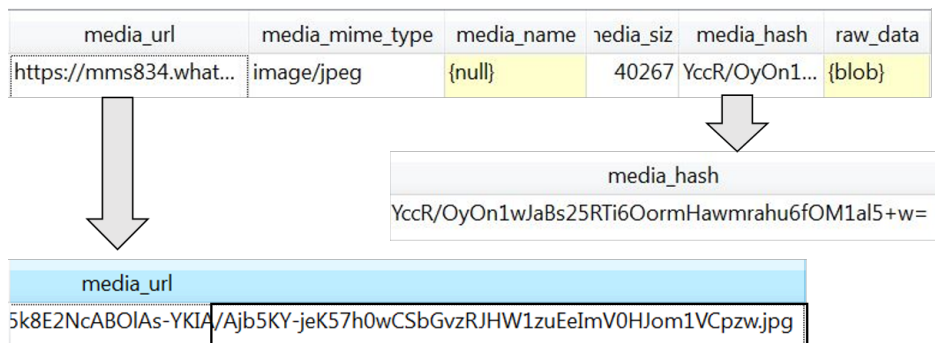 media_url media_mime_type media_name nedia_siz media_hash raw_data
https://mms834.what... image/jpeg {null} 40267 YccR/OyOn1... {blob}
media_hash
YccR/OyOn1wJaBs25RTi6OormHawmrahu6fOM1al5+w=
media_url
5k8E2NcABOlAs-YKIA/Ajb5KY-jeK57h0wCSbGvzRJHW1zuEeImV0HJom1VCpzw.jpg